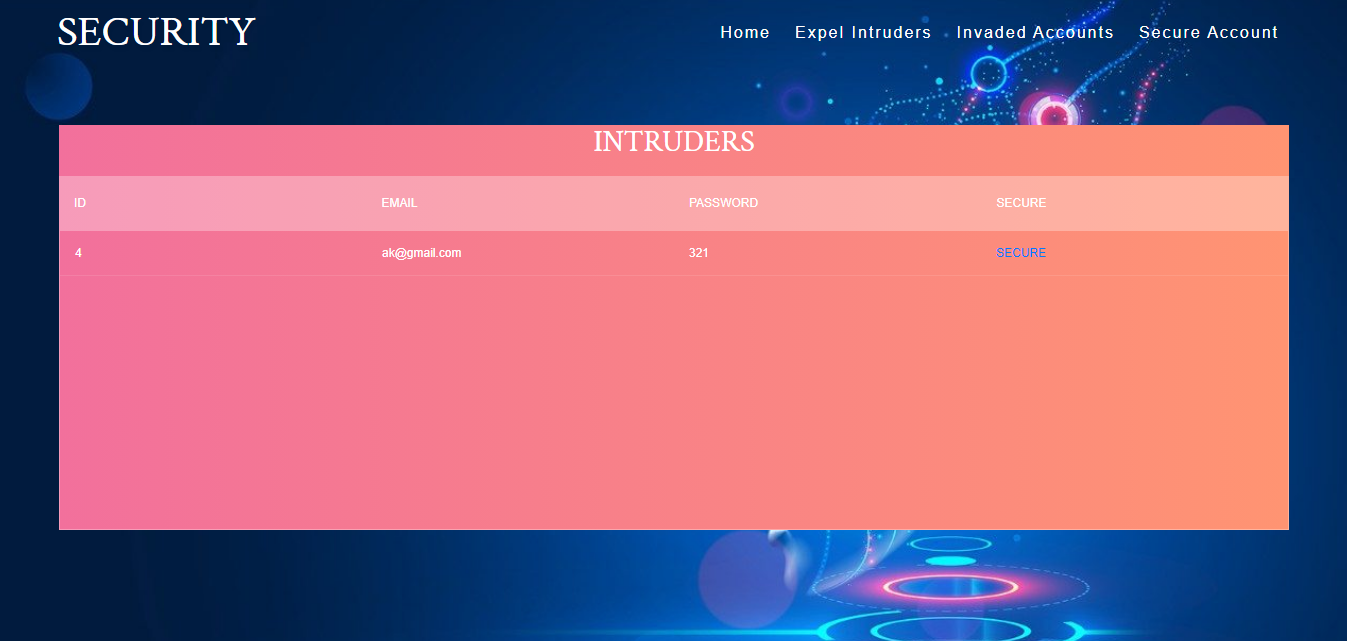 SECURITY
Home Expel Intruders Invaded Accounts Secure Account
INTRUDERS
ID EMAIL PASSWORD SECURE
4 ak@gmail.com 321 SECURE